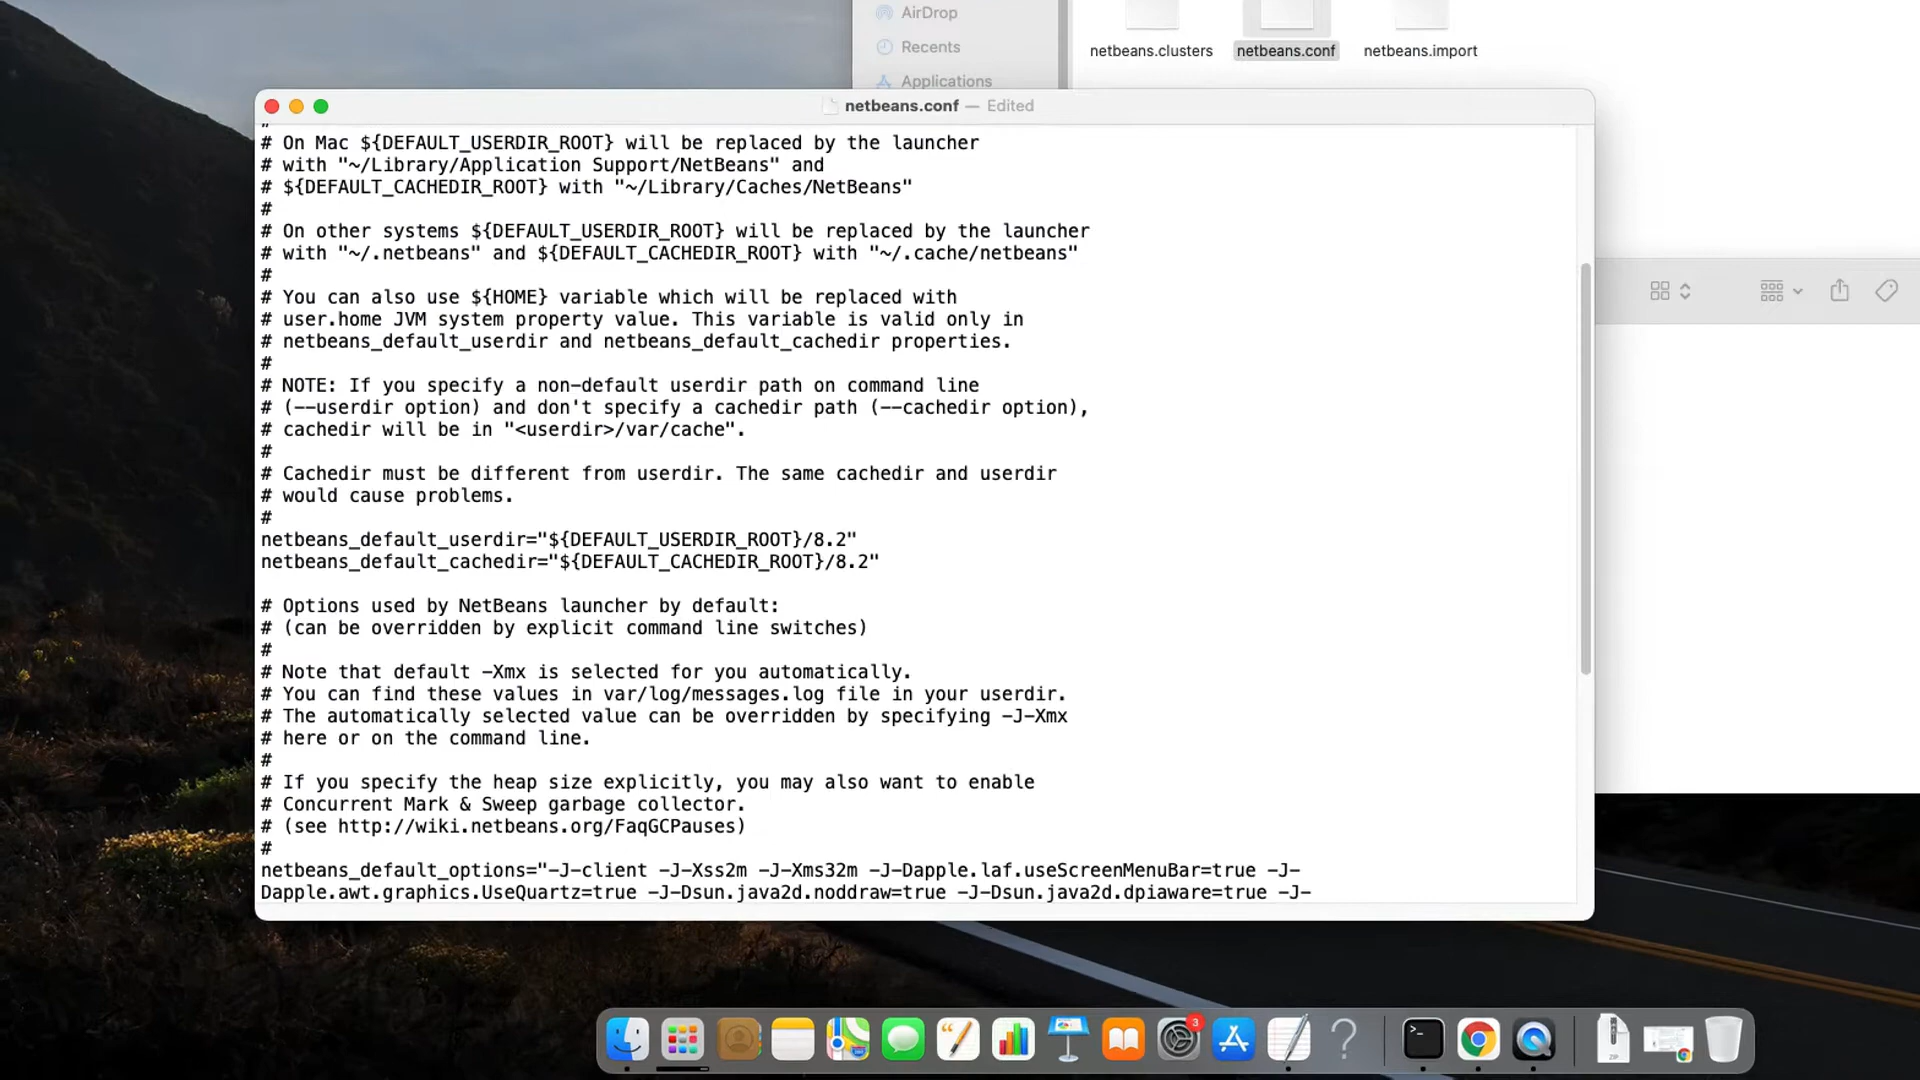 AirDrop
Recents
Applications
netbeans.clusters
netbeans.conf
netbeans.import
netbeans.conf — Edited
#
# On Mac ${DEFAULT_USERDIR_ROOT} will be replaced by the launcher
# with "~/Library/Application Support/NetBeans" and
# ${DEFAULT_CACHEDIR_ROOT} with "~/Library/Caches/NetBeans"
#
# On other systems ${DEFAULT_USERDIR_ROOT} will be replaced by the launcher
# with "~/.netbeans" and ${DEFAULT_CACHEDIR_ROOT} with "~/.cache/netbeans"
#
# You can also use ${HOME} variable which will be replaced with
# user.home JVM system property value. This variable is valid only in
# netbeans_default_userdir and netbeans_default_cachedir properties.
#
# NOTE: If you specify a non-default userdir path on command line
# (--userdir option) and don't specify a cachedir path (--cachedir option),
# cachedir will be in "<userdir>/var/cache".
#
# Cachedir must be different from userdir. The same cachedir and userdir
# would cause problems.
#
netbeans_default_userdir="${DEFAULT_USERDIR_ROOT}/8.2"
netbeans_default_cachedir="${DEFAULT_CACHEDIR_ROOT}/8.2"

# Options used by NetBeans launcher by default:
# (can be overridden by explicit command line switches)
#
# Note that default -Xmx is selected for you automatically.
# You can find these values in var/log/messages.log file in your userdir.
# The automatically selected value can be overridden by specifying -J-Xmx
# here or on the command line.
#
# If you specify the heap size explicitly, you may also want to enable
# Concurrent Mark & Sweep garbage collector.
# (see http://wiki.netbeans.org/FaqGCPauses)
#
netbeans_default_options="-J-client -J-Xss2m -J-Xms32m -J-Dapple.laf.useScreenMenuBar=true -J-
Dapple.awt.graphics.UseQuartz=true -J-Dsun.java2d.noddraw=true -J-Dsun.java2d.dpiaware=true -J-
3
ZIP